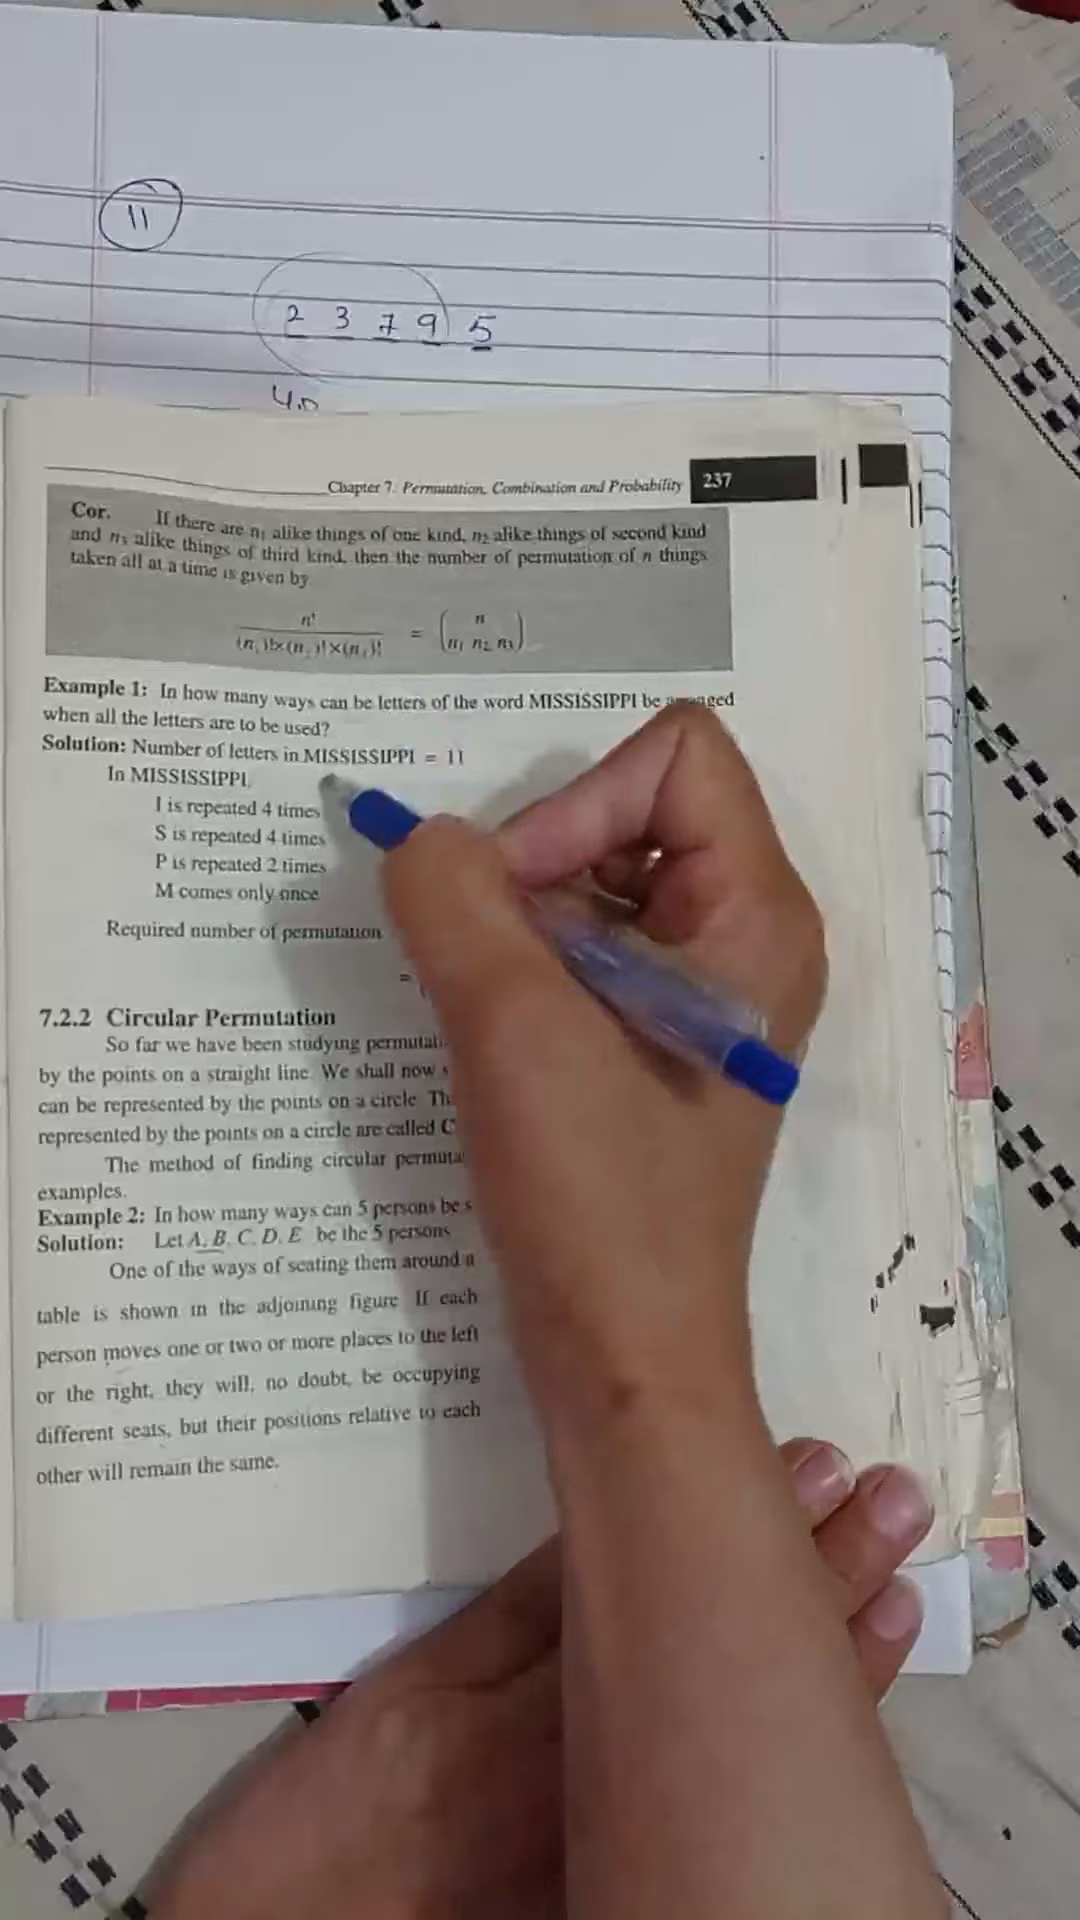 11
2 3 7 9 5
Chapter 7. Permutation, Combination and Probability 237
Cor. If there are n₁ alike things of one kind, n₂ alike things of second kind
and n₃ alike things of third kind, then the number of permutation of n things
taken all at a time is given by
n! / (n₁)!×(n₂)!×(n₃)! = ( n / n₁ n₂ n₃ )
Example 1: In how many ways can be letters of the word MISSISSIPPI be
when all the letters are to be used?
Solution: Number of letters in MISSISSIPPI = 11
In MISSISSIPPI,
I is repeated 4 times
S is repeated 4 times
P is repeated 2 times
M comes only once
Required number of permutation
=
7.2.2 Circular Permutation
So far we have been studying
by the points on a straight line. We shall now
can be represented by the points on a circle.
represented by the points on a circle are called
The method of finding circular
examples.
Example 2: In how many ways can 5 persons be
Solution: Let A, B, C, D, E be the 5 persons
One of the ways of seating them around a
table is shown in the adjoining figure. If each
person moves one or two or more places to the left
or the right, they will, no doubt, be occupying
different seats, but their positions relative to each
other will remain the same.